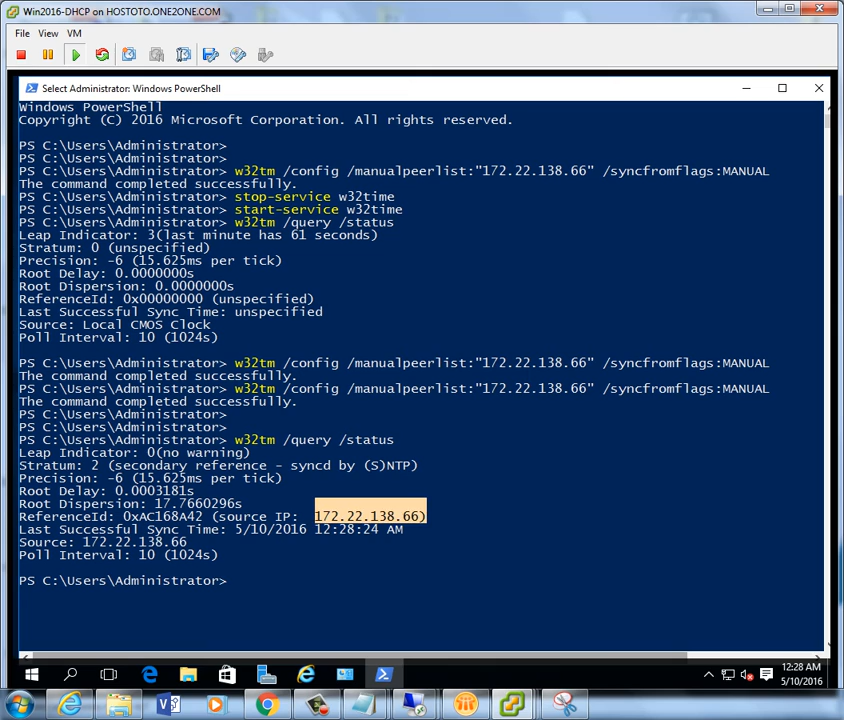 Win2016-DHCP on HOSTOTO.ONE2ONE.COM
File View VM
Select Administrator: Windows PowerShell
Windows PowerShell
Copyright (C) 2016 Microsoft Corporation. All rights reserved.
PS C:\Users\Administrator>
PS C:\Users\Administrator>
PS C:\Users\Administrator> w32tm /config /manualpeerlist:"172.22.138.66" /syncfromflags:MANUAL
The command completed successfully.
PS C:\Users\Administrator> stop-service w32time
PS C:\Users\Administrator> start-service w32time
PS C:\Users\Administrator> w32tm /query /status
Leap Indicator: 3(last minute has 61 seconds)
Stratum: 0 (unspecified)
Precision: -6 (15.625ms per tick)
Root Delay: 0.0000000s
Root Dispersion: 0.0000000s
ReferenceId: 0x00000000 (unspecified)
Last Successful Sync Time: unspecified
Source: Local CMOS Clock
Poll Interval: 10 (1024s)
PS C:\Users\Administrator> w32tm /config /manualpeerlist:"172.22.138.66" /syncfromflags:MANUAL
The command completed successfully.
PS C:\Users\Administrator> w32tm /config /manualpeerlist:"172.22.138.66" /syncfromflags:MANUAL
The command completed successfully.
PS C:\Users\Administrator>
PS C:\Users\Administrator>
PS C:\Users\Administrator> w32tm /query /status
Leap Indicator: 0(no warning)
Stratum: 2 (secondary reference - syncd by (S)NTP)
Precision: -6 (15.625ms per tick)
Root Delay: 0.0003181s
Root Dispersion: 17.7660296s
ReferenceId: 0xAC168A42 (source IP:  172.22.138.66)
Last Successful Sync Time: 5/10/2016 12:28:24 AM
Source: 172.22.138.66
Poll Interval: 10 (1024s)
PS C:\Users\Administrator>
12:28 AM
5/10/2016